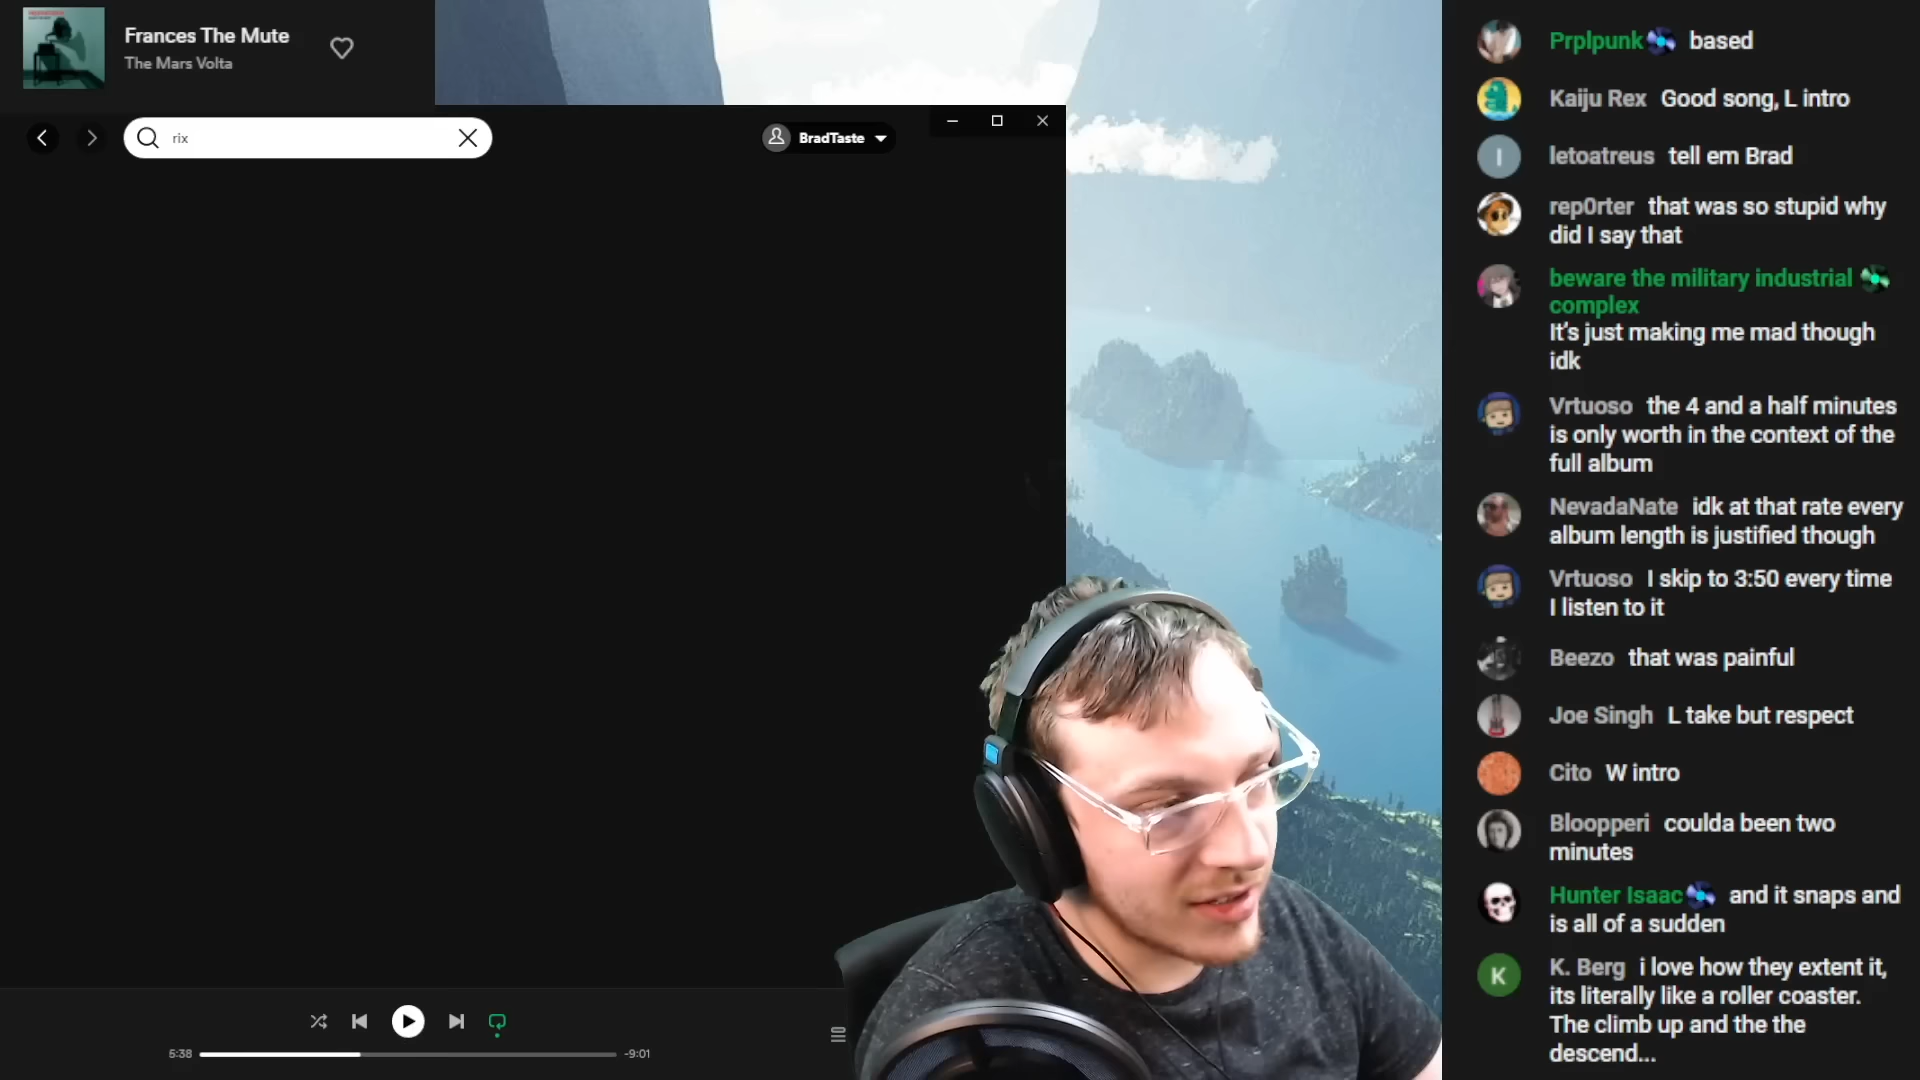 Frances The Mute
The Mars Volta
rix
BradTaste
5:38
-9:01
Prplpunk based
Kaiju Rex Good song, L intro
I
letoatreus tell em Brad
rep0rter that was so stupid why
did I say that
beware the military industrial
complex
It's just making me mad though
idk
Vrtuoso the 4 and a half minutes
is only worth in the context of the
full album
NevadaNate idk at that rate every
album length is justified though
Vrtuoso I skip to 3:50 every time
I listen to it
Beezo that was painful
Joe Singh L take but respect
Cito W intro
Bloopperi coulda been two
minutes
Hunter Isaac and it snaps and
is all of a sudden
K
K. Berg i love how they extent it,
its literally like a roller coaster.
The climb up and the the
descend...